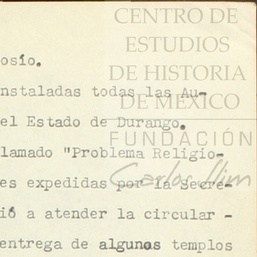 CENTRO DE
ESTUDIOS
DE HISTORIA
DE MÉXICO
FUNDACIÓN
Carlos Slim
osío.
nstaladas todas las Au-
el Estado de Durango.
lamado "Problema Religio-
es expedidas por la Secre-
ió a atender la circular -
entrega de algunos templos